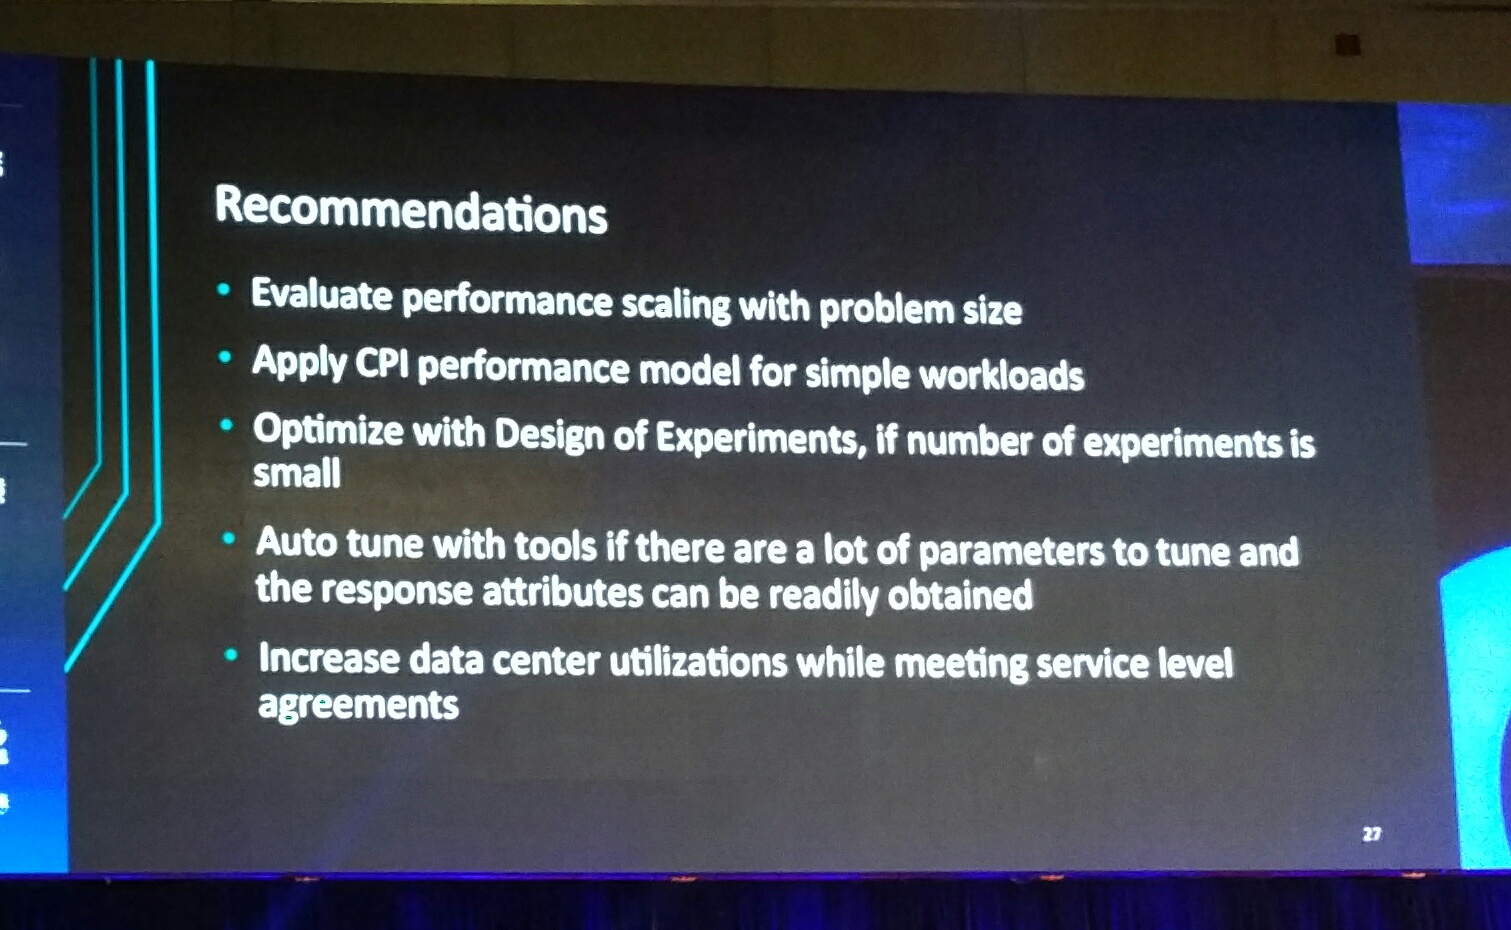 Recommendations
• Evaluate performance scaling with problem size
• Apply CPI performance model for simple workloads
• Optimize with Design of Experiments, if number of experiments is
small
• Auto tune with tools if there are a lot of parameters to tune and
the response attributes can be readily obtained
• Increase data center utilizations while meeting service level
agreements
27